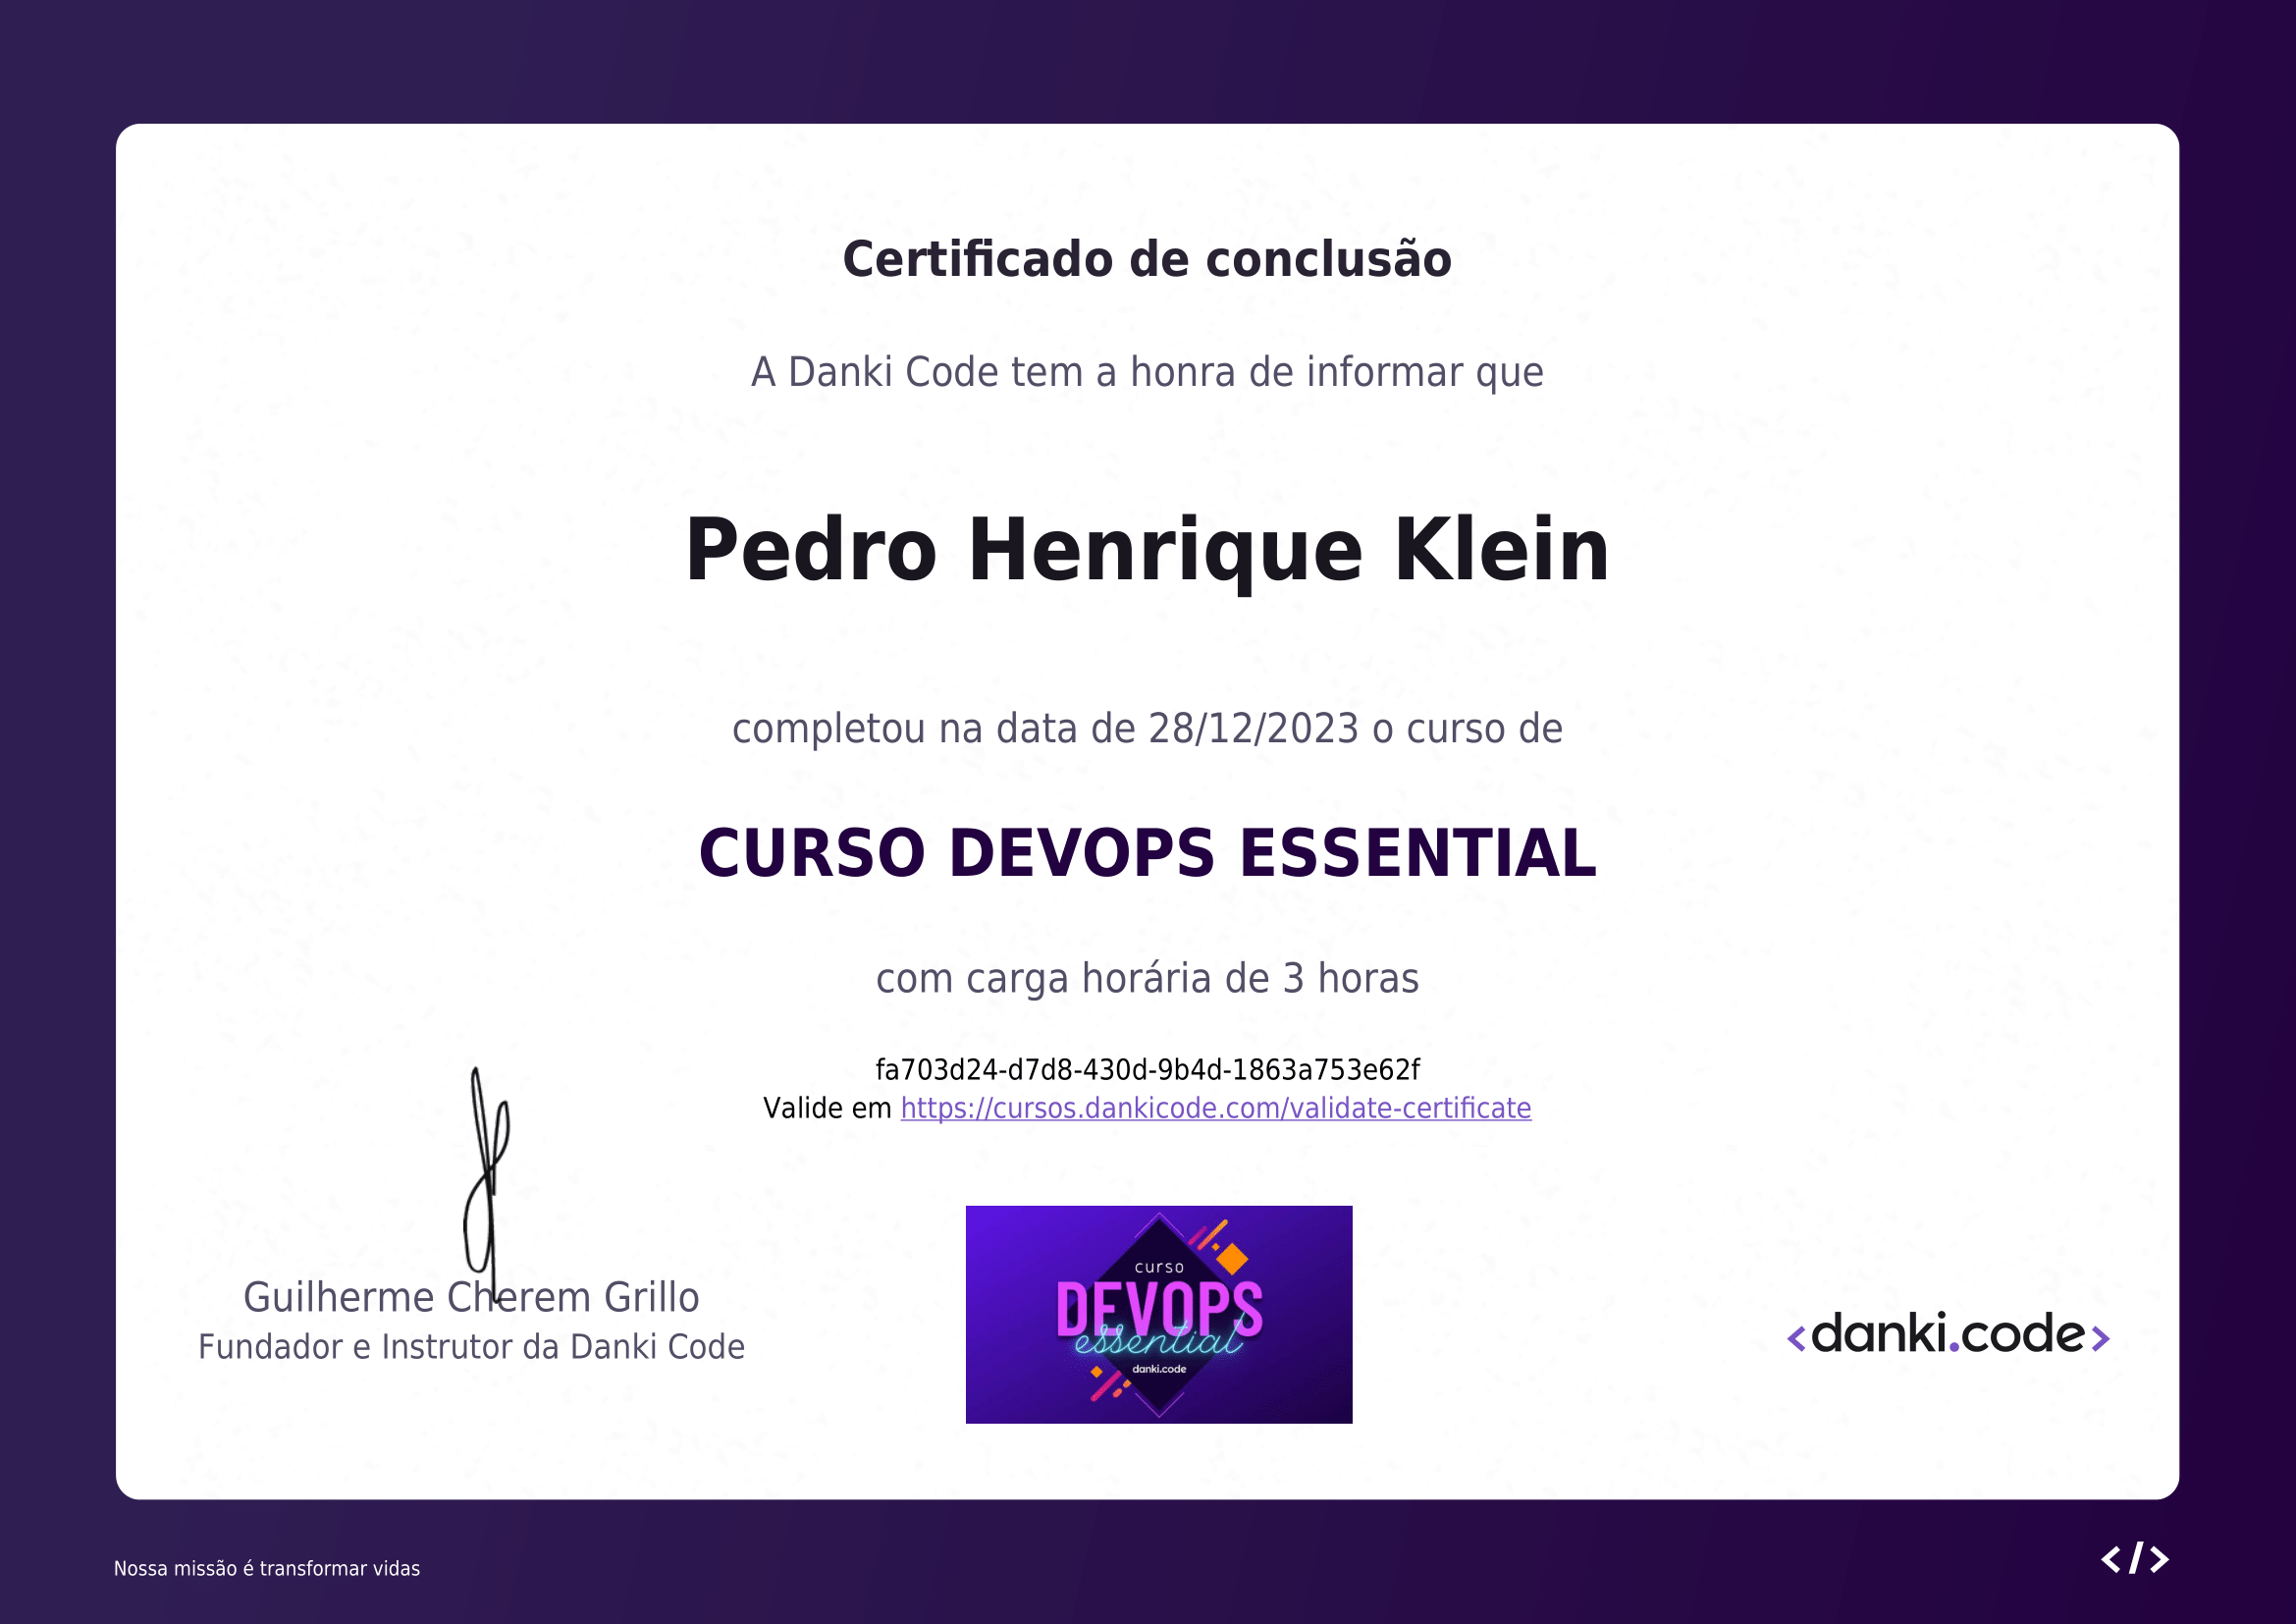 Certificado de conclusão
A Danki Code tem a honra de informar que
Pedro Henrique Klein
completou na data de 28/12/2023 o curso de
CURSO DEVOPS ESSENTIAL
com carga horária de 3 horas
fa703d24-d7d8-430d-9b4d-1863a753e62f
Valide em https://cursos.dankicode.com/validate-certificate
Guilherme Cherem Grillo
Fundador e Instrutor da Danki Code
curso
DEVOPS
essential
danki.code
<danki.code>
Nossa missão é transformar vidas
</>